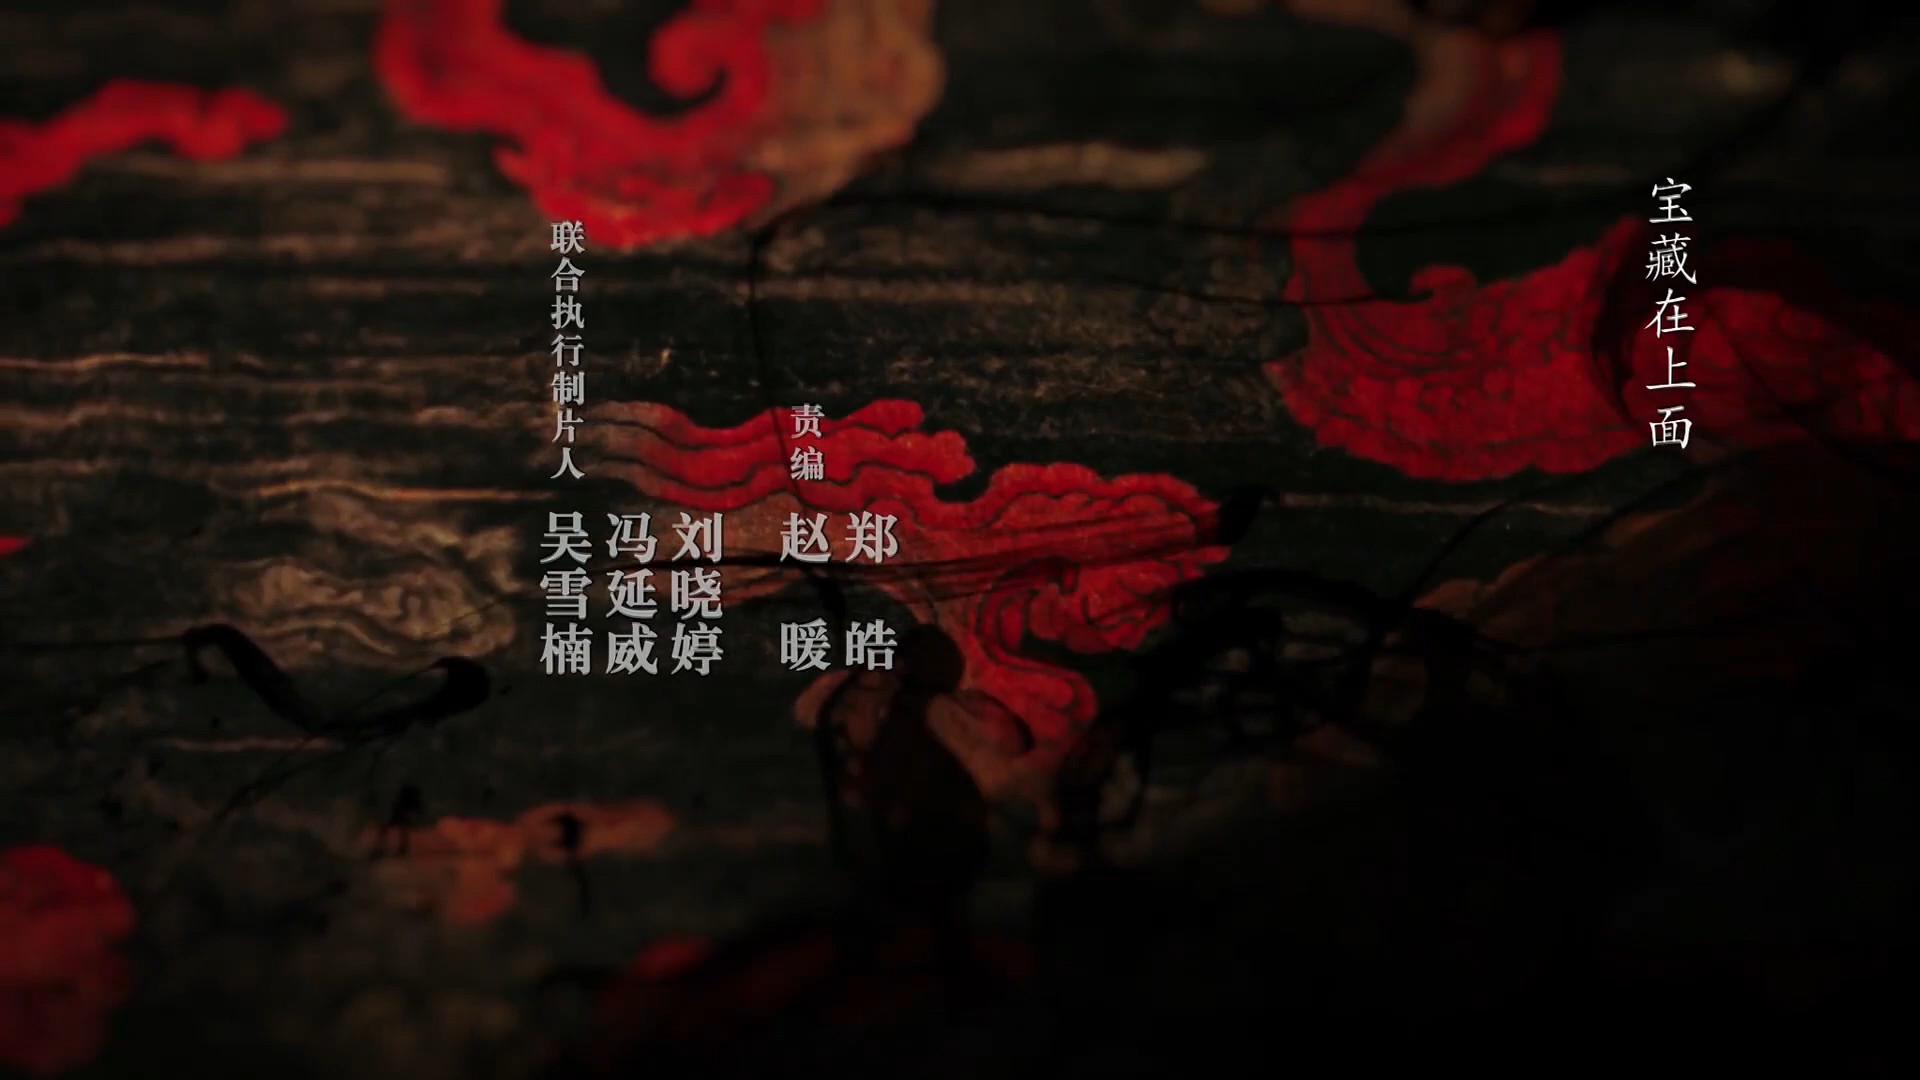 宝藏在上面
责编
郑皓
赵暖
联合执行制片人
刘晓婷
冯延威
吴雪楠